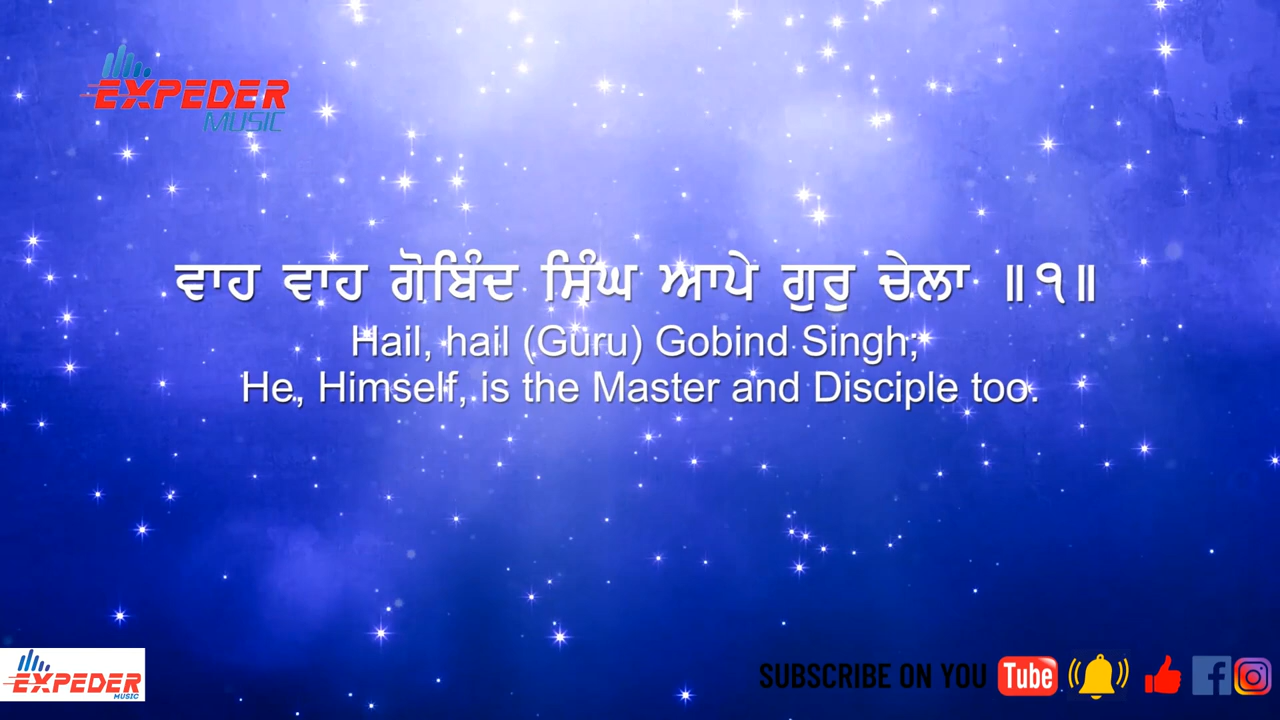 EXPEDER
MUSIC
ਵਾਹ ਵਾਹ ਗੋਬਿੰਦ ਸਿੰਘ ਆਪੇ ਗੁਰੁ ਚੇਲਾ ॥੧॥
Hail, hail (Guru) Gobind Singh;
He, Himself, is the Master and Disciple too.
EXPEDER
MUSIC
SUBSCRIBE ON YOU Tube